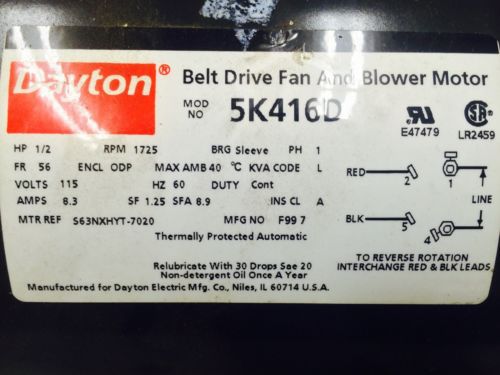 Dayton® Belt Drive Fan And Blower Motor
MOD NO 5K416D
E47479 LR2459
HP 1/2 RPM 1725 BRG Sleeve PH 1
FR 56 ENCL ODP MAX AMB 40 °C KVA CODE L
VOLTS 115 HZ 60 DUTY Cont
AMPS 8.3 SF 1.25 SFA 8.9 INS CL A
MTR REF S63NXHYT-7020 MFG NO F99 7
Thermally Protected Automatic
RED 2 1
LINE
BLK 5 4
Relubricate With 30 Drops Sae 20
Non-detergent Oil Once A Year
TO REVERSE ROTATION
INTERCHANGE RED & BLK LEADS.
Manufactured for Dayton Electric Mfg. Co., Niles, IL 60714 U.S.A.